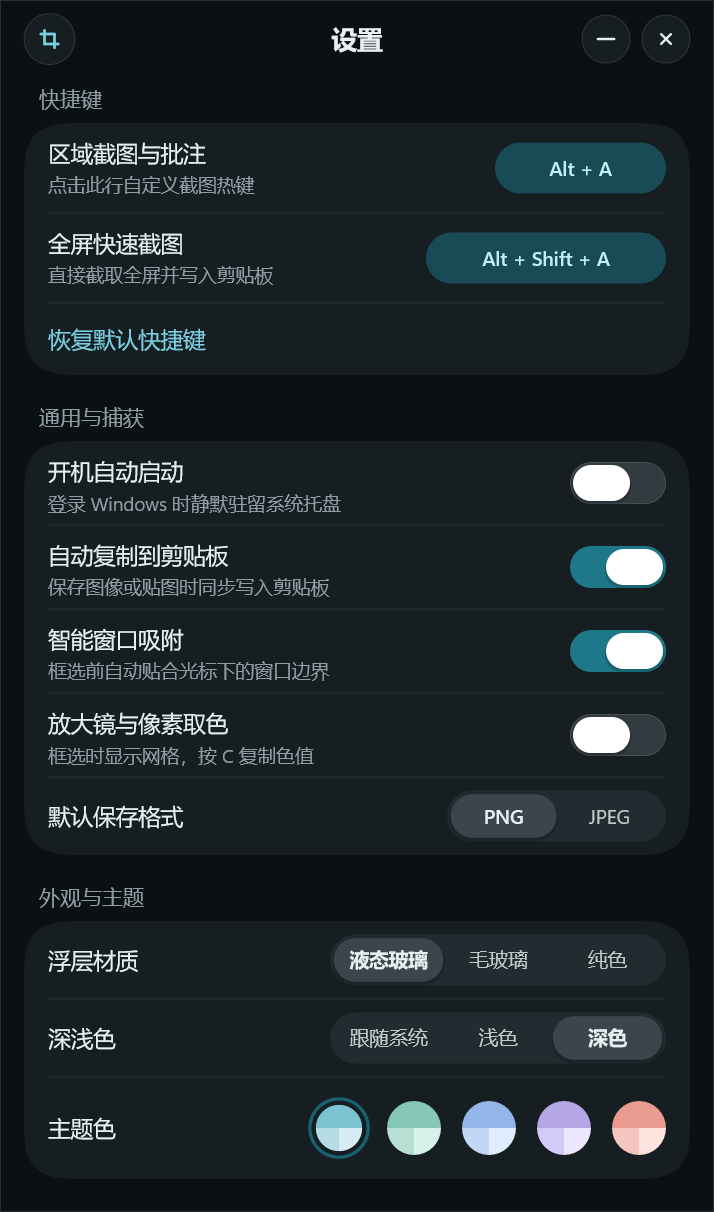 设置
快捷键
区域截图与批注
点击此行自定义截图热键
Alt + A
全屏快速截图
直接截取全屏并写入剪贴板
Alt + Shift + A
恢复默认快捷键
通用与捕获
开机自动启动
登录 Windows 时静默驻留系统托盘
自动复制到剪贴板
保存图像或贴图时同步写入剪贴板
智能窗口吸附
框选前自动贴合光标下的窗口边界
放大镜与像素取色
框选时显示网格，按 C 复制色值
默认保存格式
PNG
JPEG
外观与主题
浮层材质
液态玻璃
毛玻璃
纯色
深浅色
跟随系统
浅色
深色
主题色